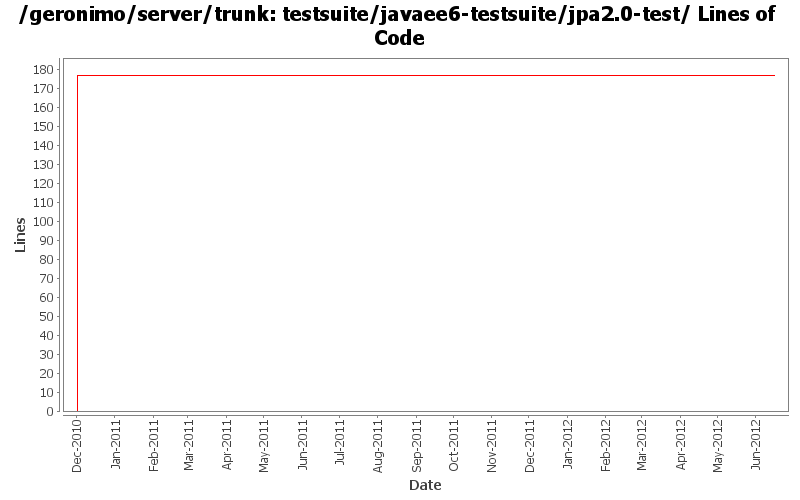 /geronimo/server/trunk: testsuite/javaee6-testsuite/jpa2.0-test/ Lines of
Code
180
170
160
150
140
130
120
110
100
90
80
70
60
50
40
30
20
10
0
Lines
Dec-2010
Jan-2011
Feb-2011
Mar-2011
Apr-2011
May-2011
Jun-2011
Jul-2011
Aug-2011
Sep-2011
Oct-2011
Nov-2011
Dec-2011
Jan-2012
Feb-2012
Mar-2012
Apr-2012
May-2012
Jun-2012
Date